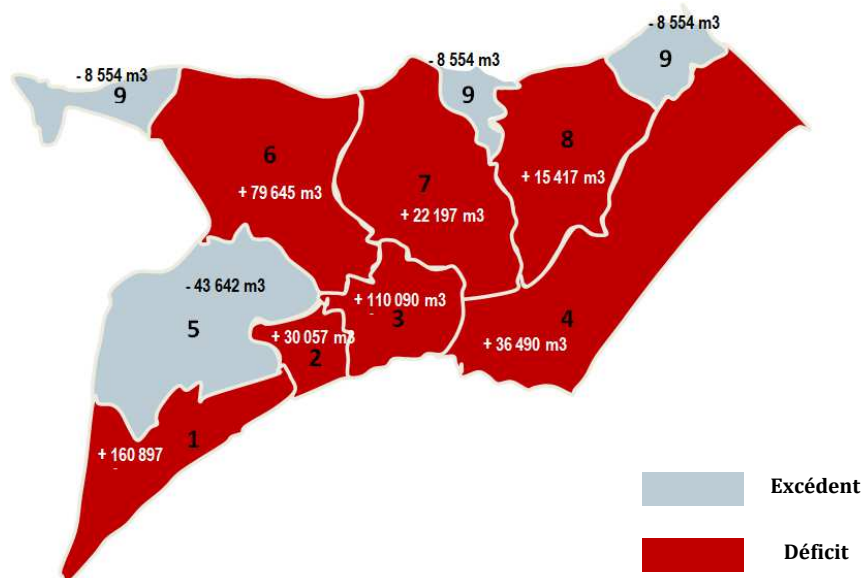 - 8 554 m3
- 8 554 m3
- 8 554 m3
9
9
9
6
+ 79 645 m3
7
+ 22 197 m3
8
+ 15 417 m3
- 43 642 m3
5
+ 110 090 m3
3
+ 30 057 m3
2
4
+ 36 490 m3
1
+ 160 897
Excédent
Déficit